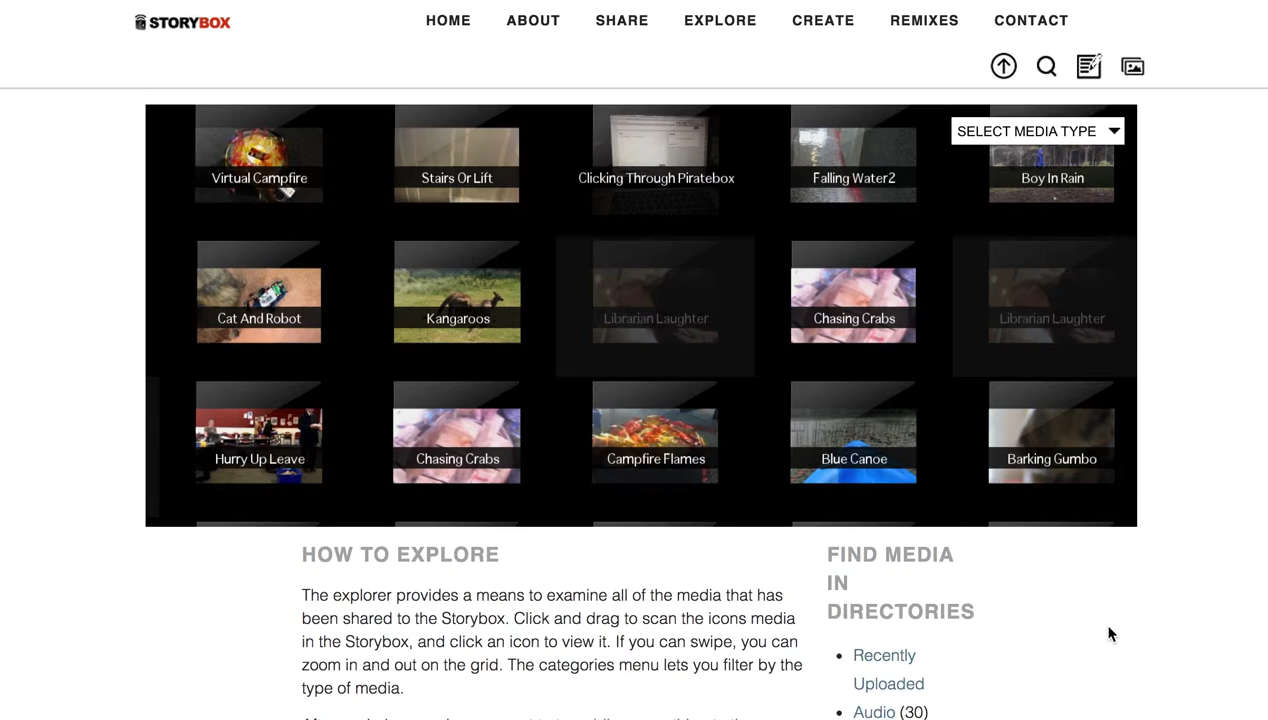 STORYBOX
HOME ABOUT SHARE EXPLORE CREATE REMIXES CONTACT
SELECT MEDIA TYPE
Virtual Campfire Stairs Or Lift Clicking Through Piratebox Falling Water2 Boy In Rain
Cat And Robot Kangaroos Librarian Laughter Chasing Crabs Librarian Laughter
Hurry Up Leave Chasing Crabs Campfire Flames Blue Canoe Barking Gumbo
HOW TO EXPLORE
The explorer provides a means to examine all of the media that has
been shared to the Storybox. Click and drag to scan the icons media
in the Storybox, and click an icon to view it. If you can swipe, you can
zoom in and out on the grid. The categories menu lets you filter by the
type of media.
FIND MEDIA
IN
DIRECTORIES
Recently
Uploaded
Audio (30)